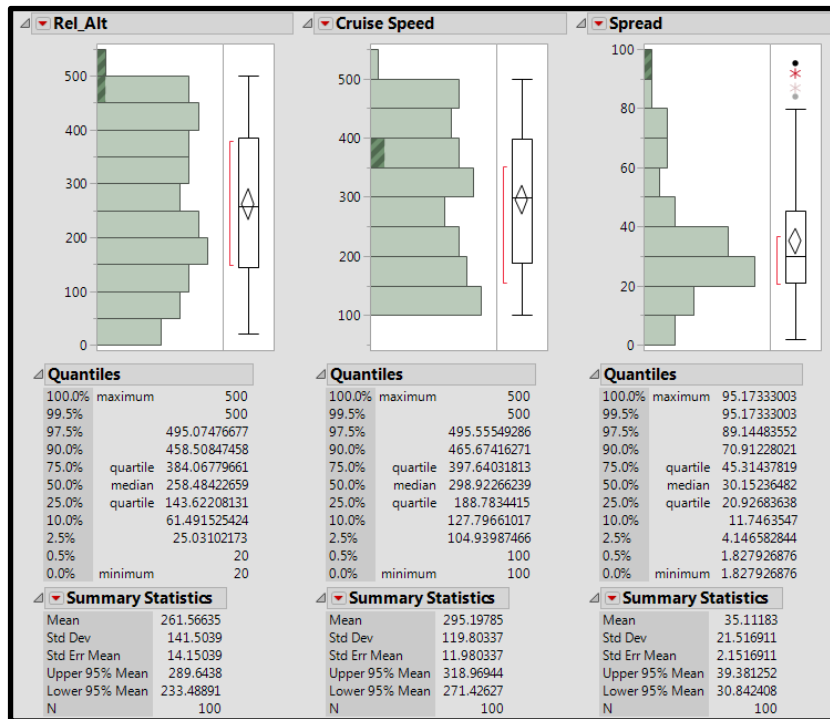 Rel_Alt
500
400
300
200
100
0
Quantiles
100.0% maximum 500
99.5% 500
97.5% 495.07476677
90.0% 458.50847458
75.0% quartile 384.06779661
50.0% median 258.48422659
25.0% quartile 143.62208131
10.0% 61.491525424
2.5% 25.03102173
0.5% 20
0.0% minimum 20
Summary Statistics
Mean 261.56635
Std Dev 141.5039
Std Err Mean 14.15039
Upper 95% Mean 289.6438
Lower 95% Mean 233.48891
N 100
Cruise Speed
500
400
300
200
100
Quantiles
100.0% maximum 500
99.5% 500
97.5% 495.55549286
90.0% 465.67416271
75.0% quartile 397.64031813
50.0% median 298.92266239
25.0% quartile 188.7834415
10.0% 127.79661017
2.5% 104.93987466
0.5% 100
0.0% minimum 100
Summary Statistics
Mean 295.19785
Std Dev 119.80337
Std Err Mean 11.980337
Upper 95% Mean 318.96944
Lower 95% Mean 271.42627
N 100
Spread
100
80
60
40
20
0
Quantiles
100.0% maximum 95.17333003
99.5% 95.17333003
97.5% 89.14483552
90.0% 70.91228021
75.0% quartile 45.31437819
50.0% median 30.15236482
25.0% quartile 20.92683638
10.0% 11.7463547
2.5% 4.146582844
0.5% 1.827926876
0.0% minimum 1.827926876
Summary Statistics
Mean 35.11183
Std Dev 21.516911
Std Err Mean 2.1516911
Upper 95% Mean 39.381252
Lower 95% Mean 30.842408
N 100